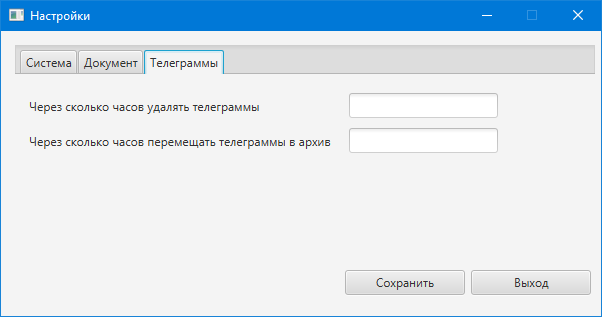 Настройки
Система Документ Телеграммы
Через сколько часов удалять телеграммы
Через сколько часов перемещать телеграммы в архив
Сохранить Выход